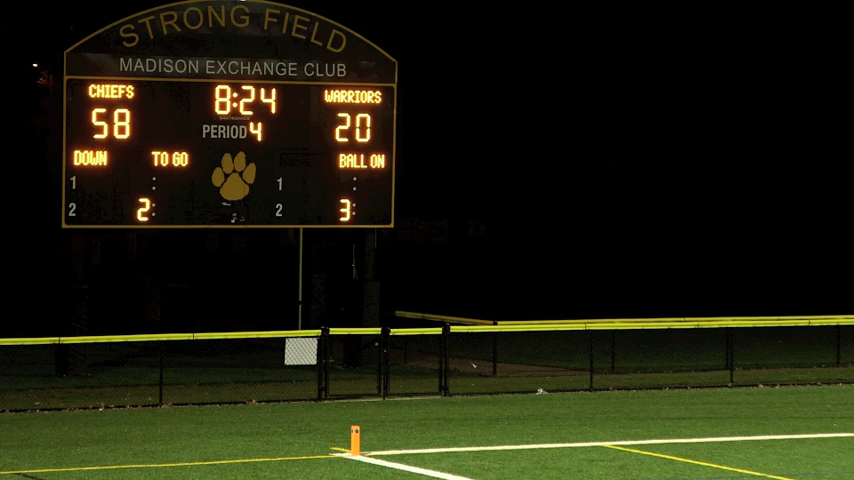 STRONG FIELD
MADISON EXCHANGE CLUB
CHIEFS 8:24 WARRIORS
58 PERIOD 4 20
DOWN TO GO BALL ON
1 : 1 :
2 2: 2 3: